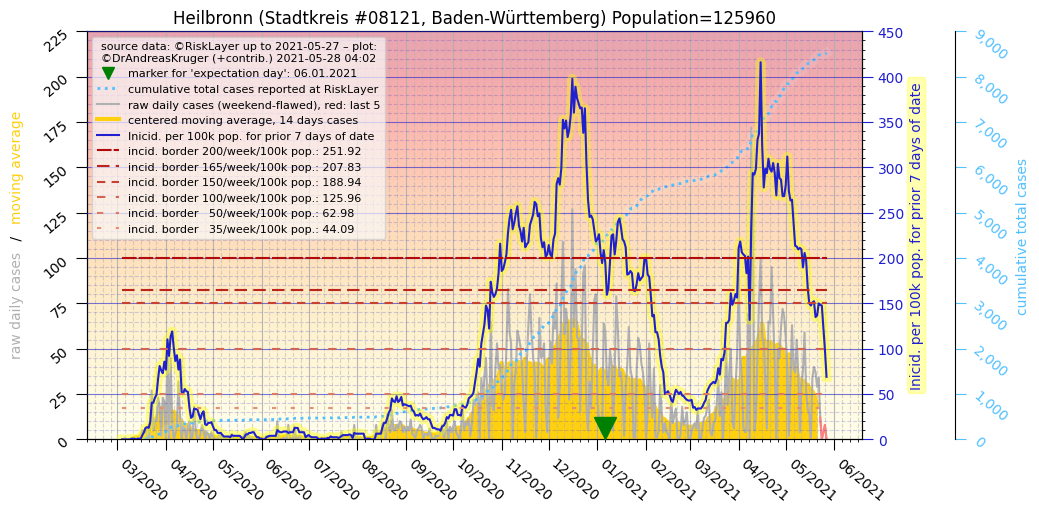 Heilbronn (Stadtkreis #08121, Baden-Württemberg) Population=125960
source data: ©RiskLayer up to 2021-05-27 – plot:
©DrAndreasKruger (+contrib.) 2021-05-28 04:02
marker for 'expectation day': 06.01.2021
cumulative total cases reported at RiskLayer
raw daily cases (weekend-flawed), red: last 5
centered moving average, 14 days cases
Inicid. per 100k pop. for prior 7 days of date
incid. border 200/week/100k pop.: 251.92
incid. border 165/week/100k pop.: 207.83
incid. border 150/week/100k pop.: 188.94
incid. border 100/week/100k pop.: 125.96
incid. border   50/week/100k pop.: 62.98
incid. border   35/week/100k pop.: 44.09
raw daily cases / moving average
225
200
175
150
125
100
75
50
25
0
450
400
350
300
250
200
150
100
50
0
Inicid. per 100k pop. for prior 7 days of date
9,000
8,000
7,000
6,000
5,000
4,000
3,000
2,000
1,000
0
cumulative total cases
03/2020
04/2020
05/2020
06/2020
07/2020
08/2020
09/2020
10/2020
11/2020
12/2020
01/2021
02/2021
03/2021
04/2021
05/2021
06/2021